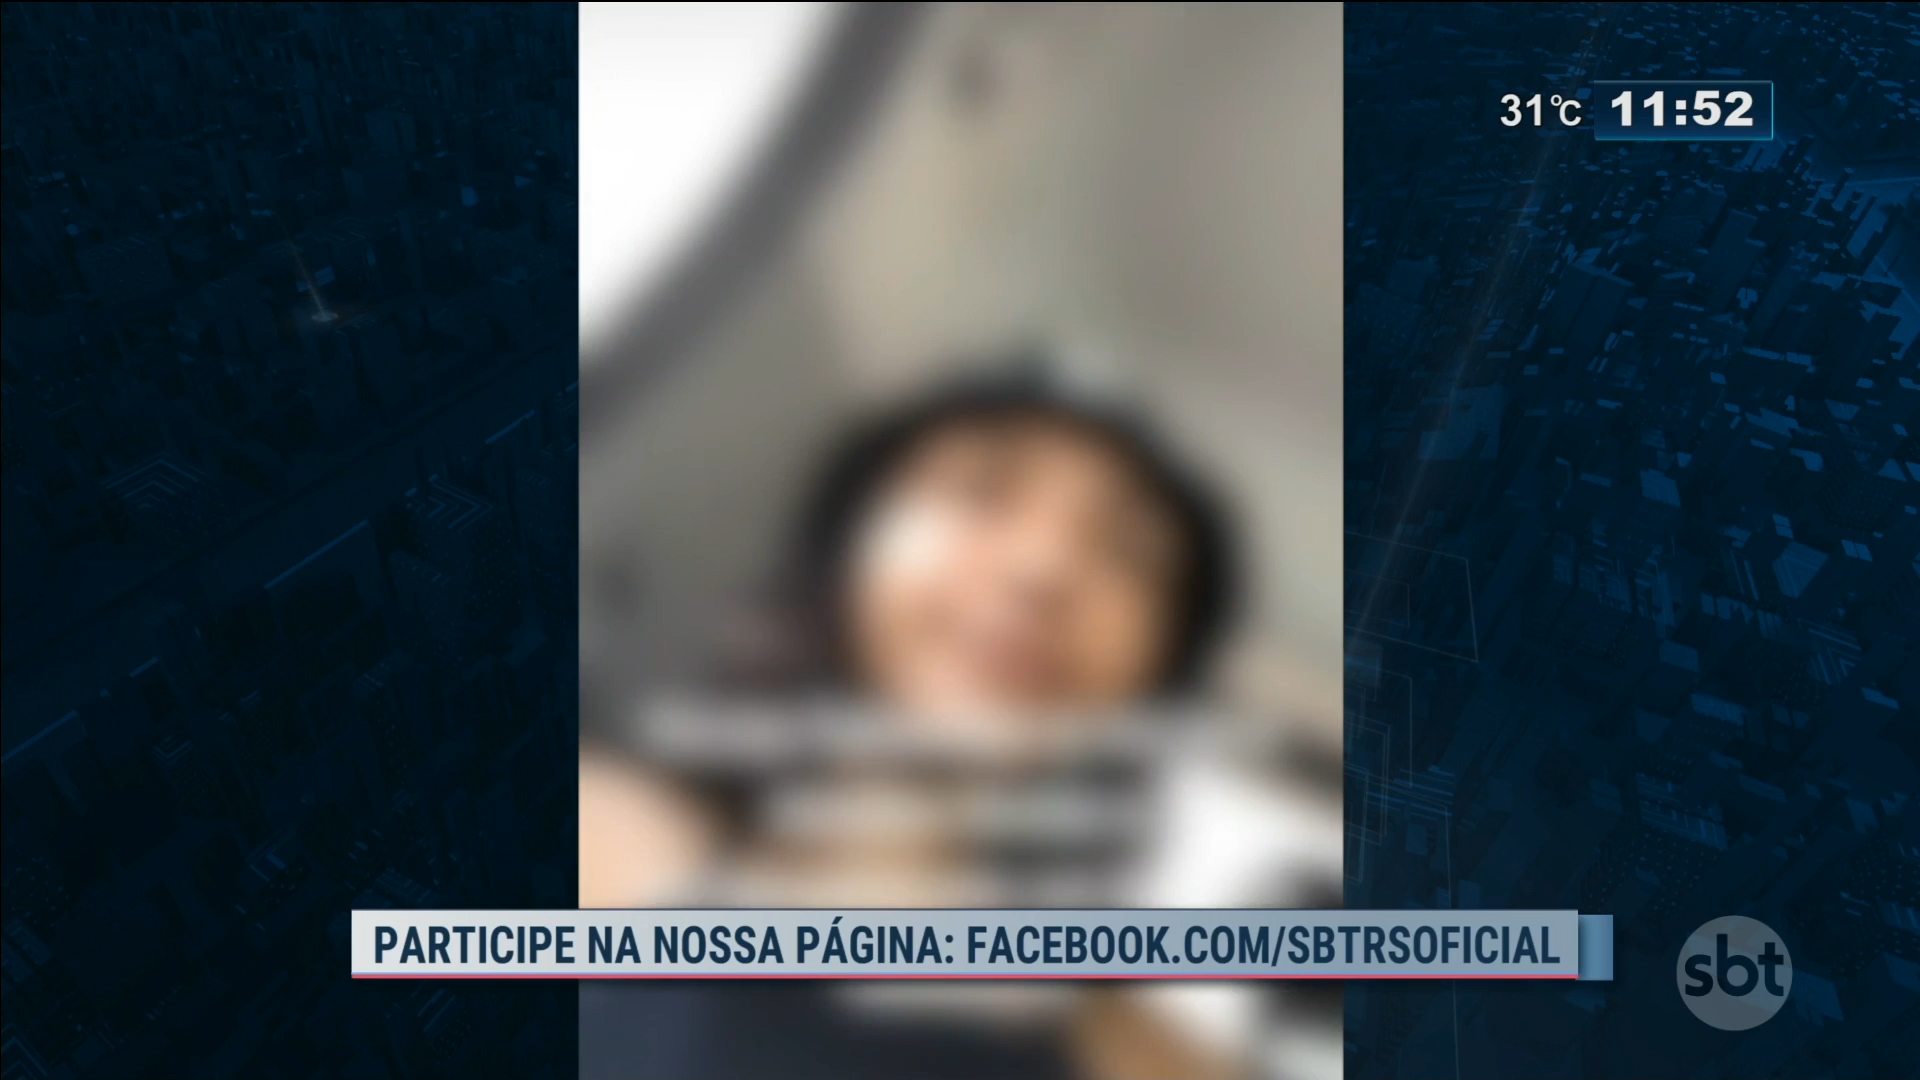 31°C 11:52
PARTICIPE NA NOSSA PÁGINA: FACEBOOK.COM/SBTRSOFICIAL
sbt